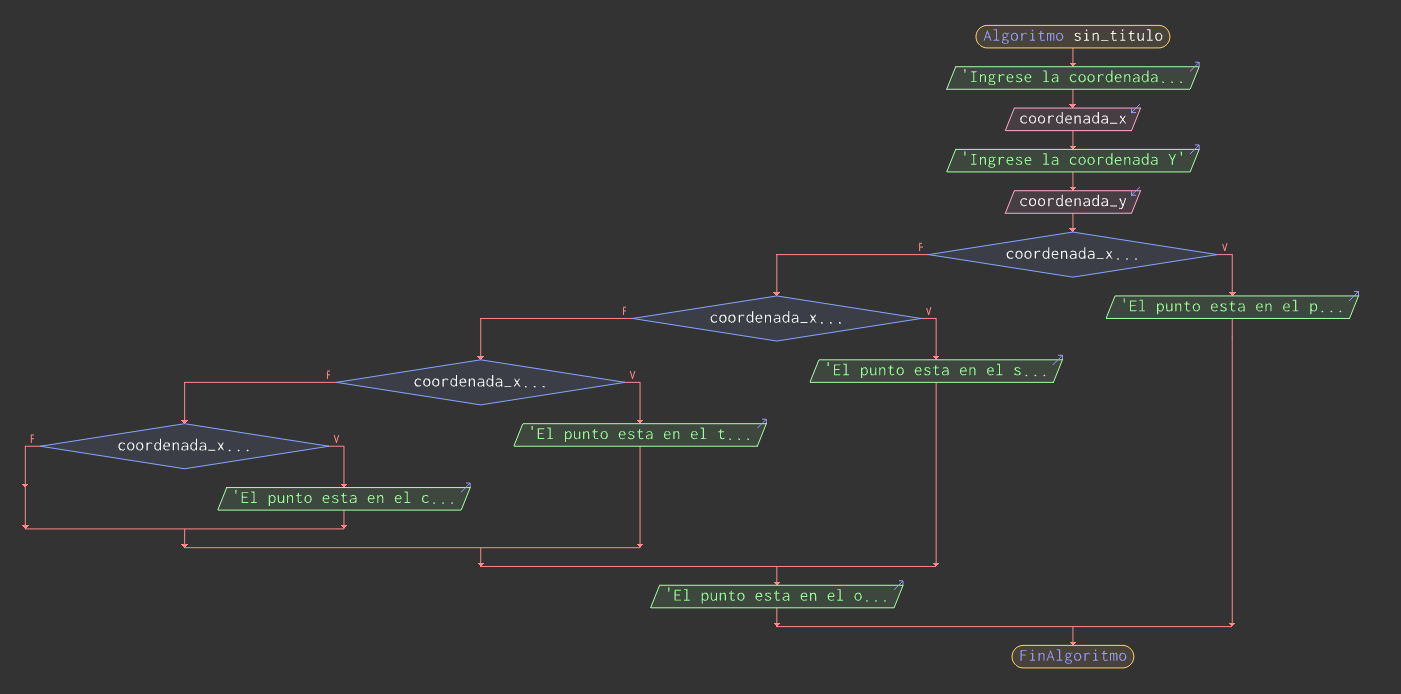 Algoritmo sin_titulo
'Ingrese la coordenada...
coordenada_x
'Ingrese la coordenada Y'
coordenada_y
coordenada_x...
F
V
'El punto esta en el p...
coordenada_x...
F
V
'El punto esta en el s...
coordenada_x...
F
V
'El punto esta en el t...
coordenada_x...
F
V
'El punto esta en el c...
'El punto esta en el o...
FinAlgoritmo